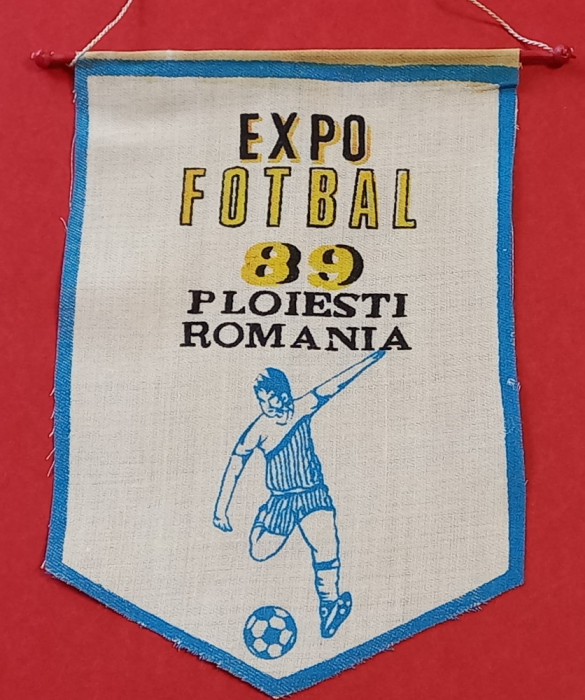 EXPO
FOTBAL
89
PLOIESTI
ROMANIA